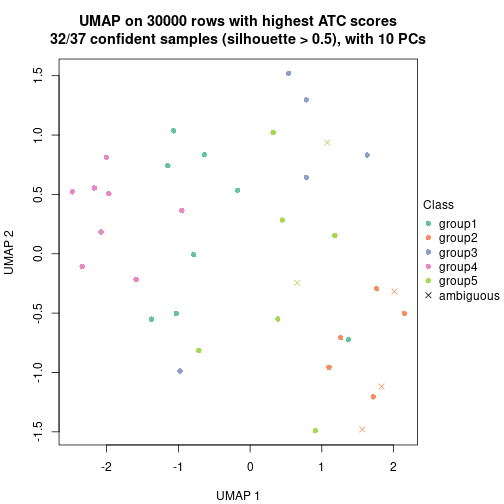 UMAP on 30000 rows with highest ATC scores
32/37 confident samples (silhouette > 0.5), with 10 PCs
1.5
1.0
0.5
0.0
-0.5
-1.0
-1.5
UMAP 2
-2
-1
0
1
2
UMAP 1
Class
group1
group2
group3
group4
group5
ambiguous